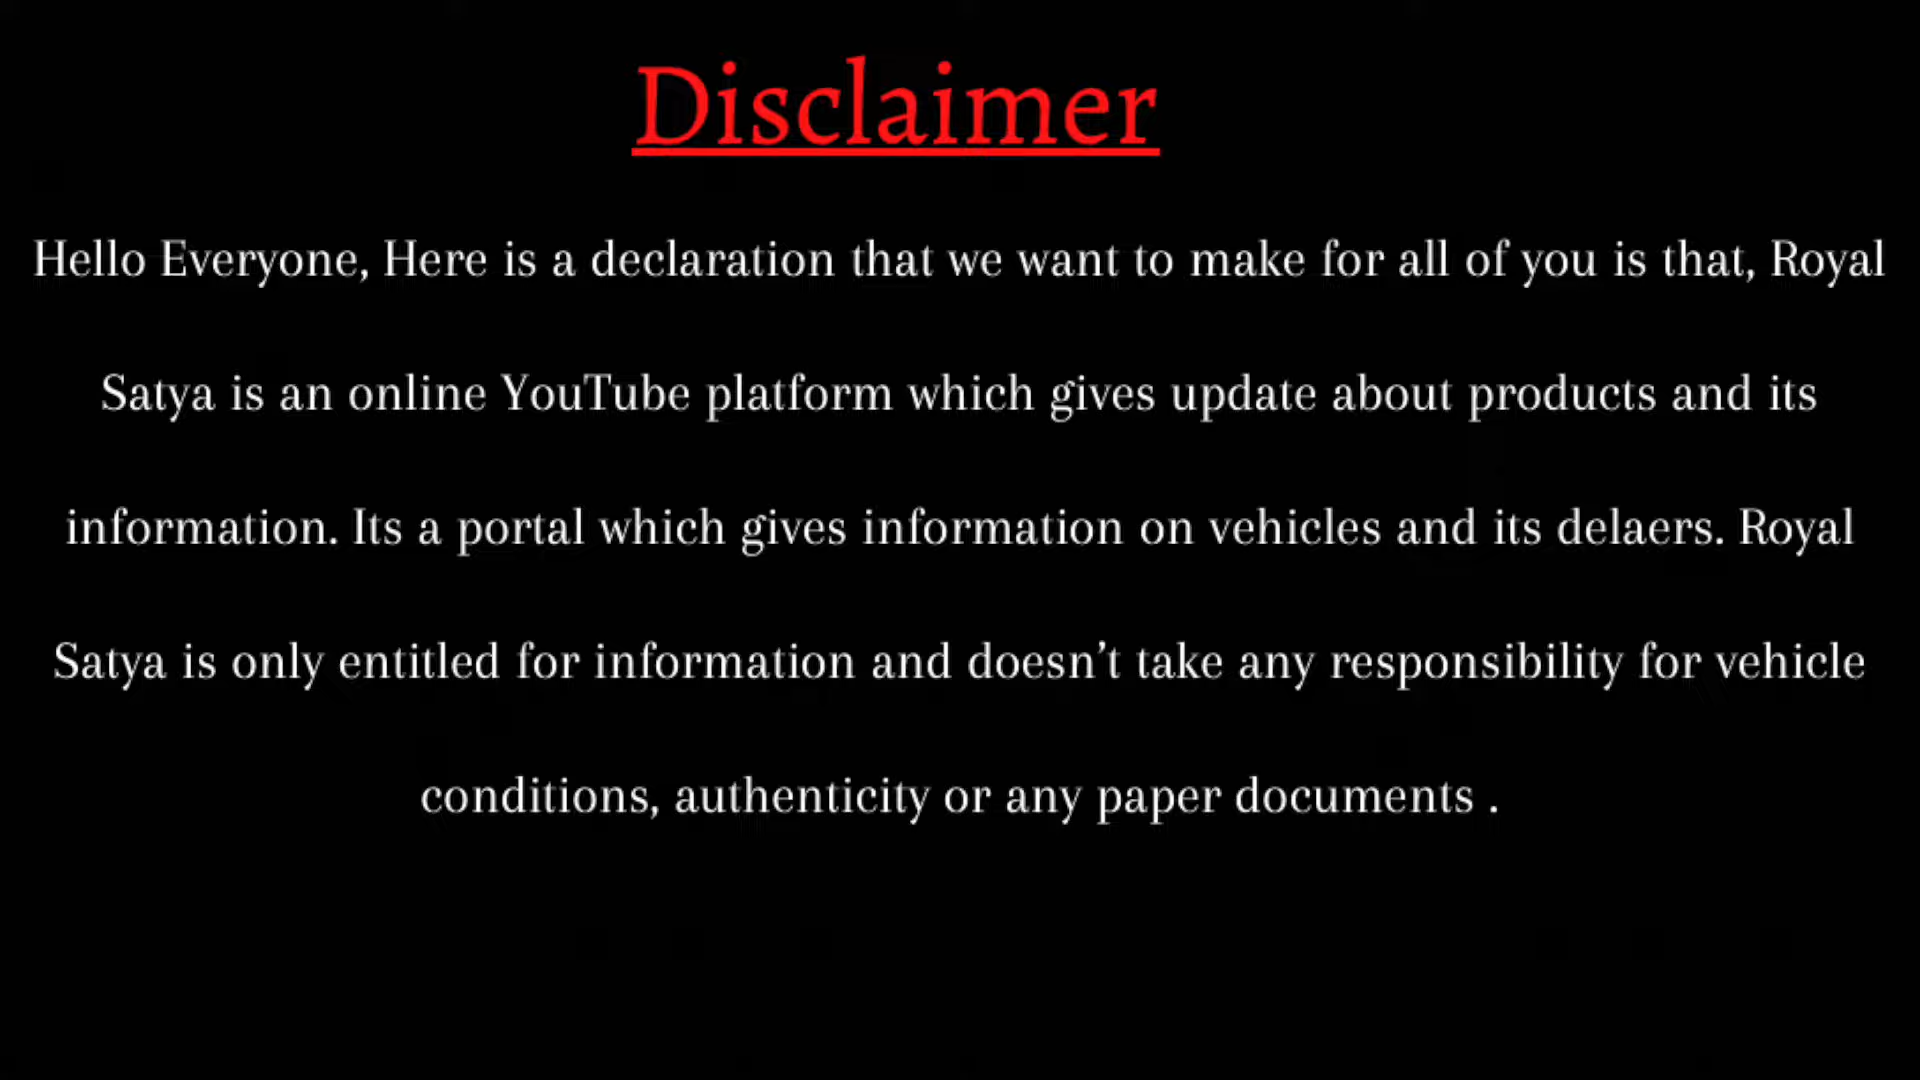 Disclaimer
Hello Everyone, Here is a declaration that we want to make for all of you is that, Royal
Satya is an online YouTube platform which gives update about products and its
information. Its a portal which gives information on vehicles and its delaers. Royal
Satya is only entitled for information and doesn’t take any responsibility for vehicle
conditions, authenticity or any paper documents .